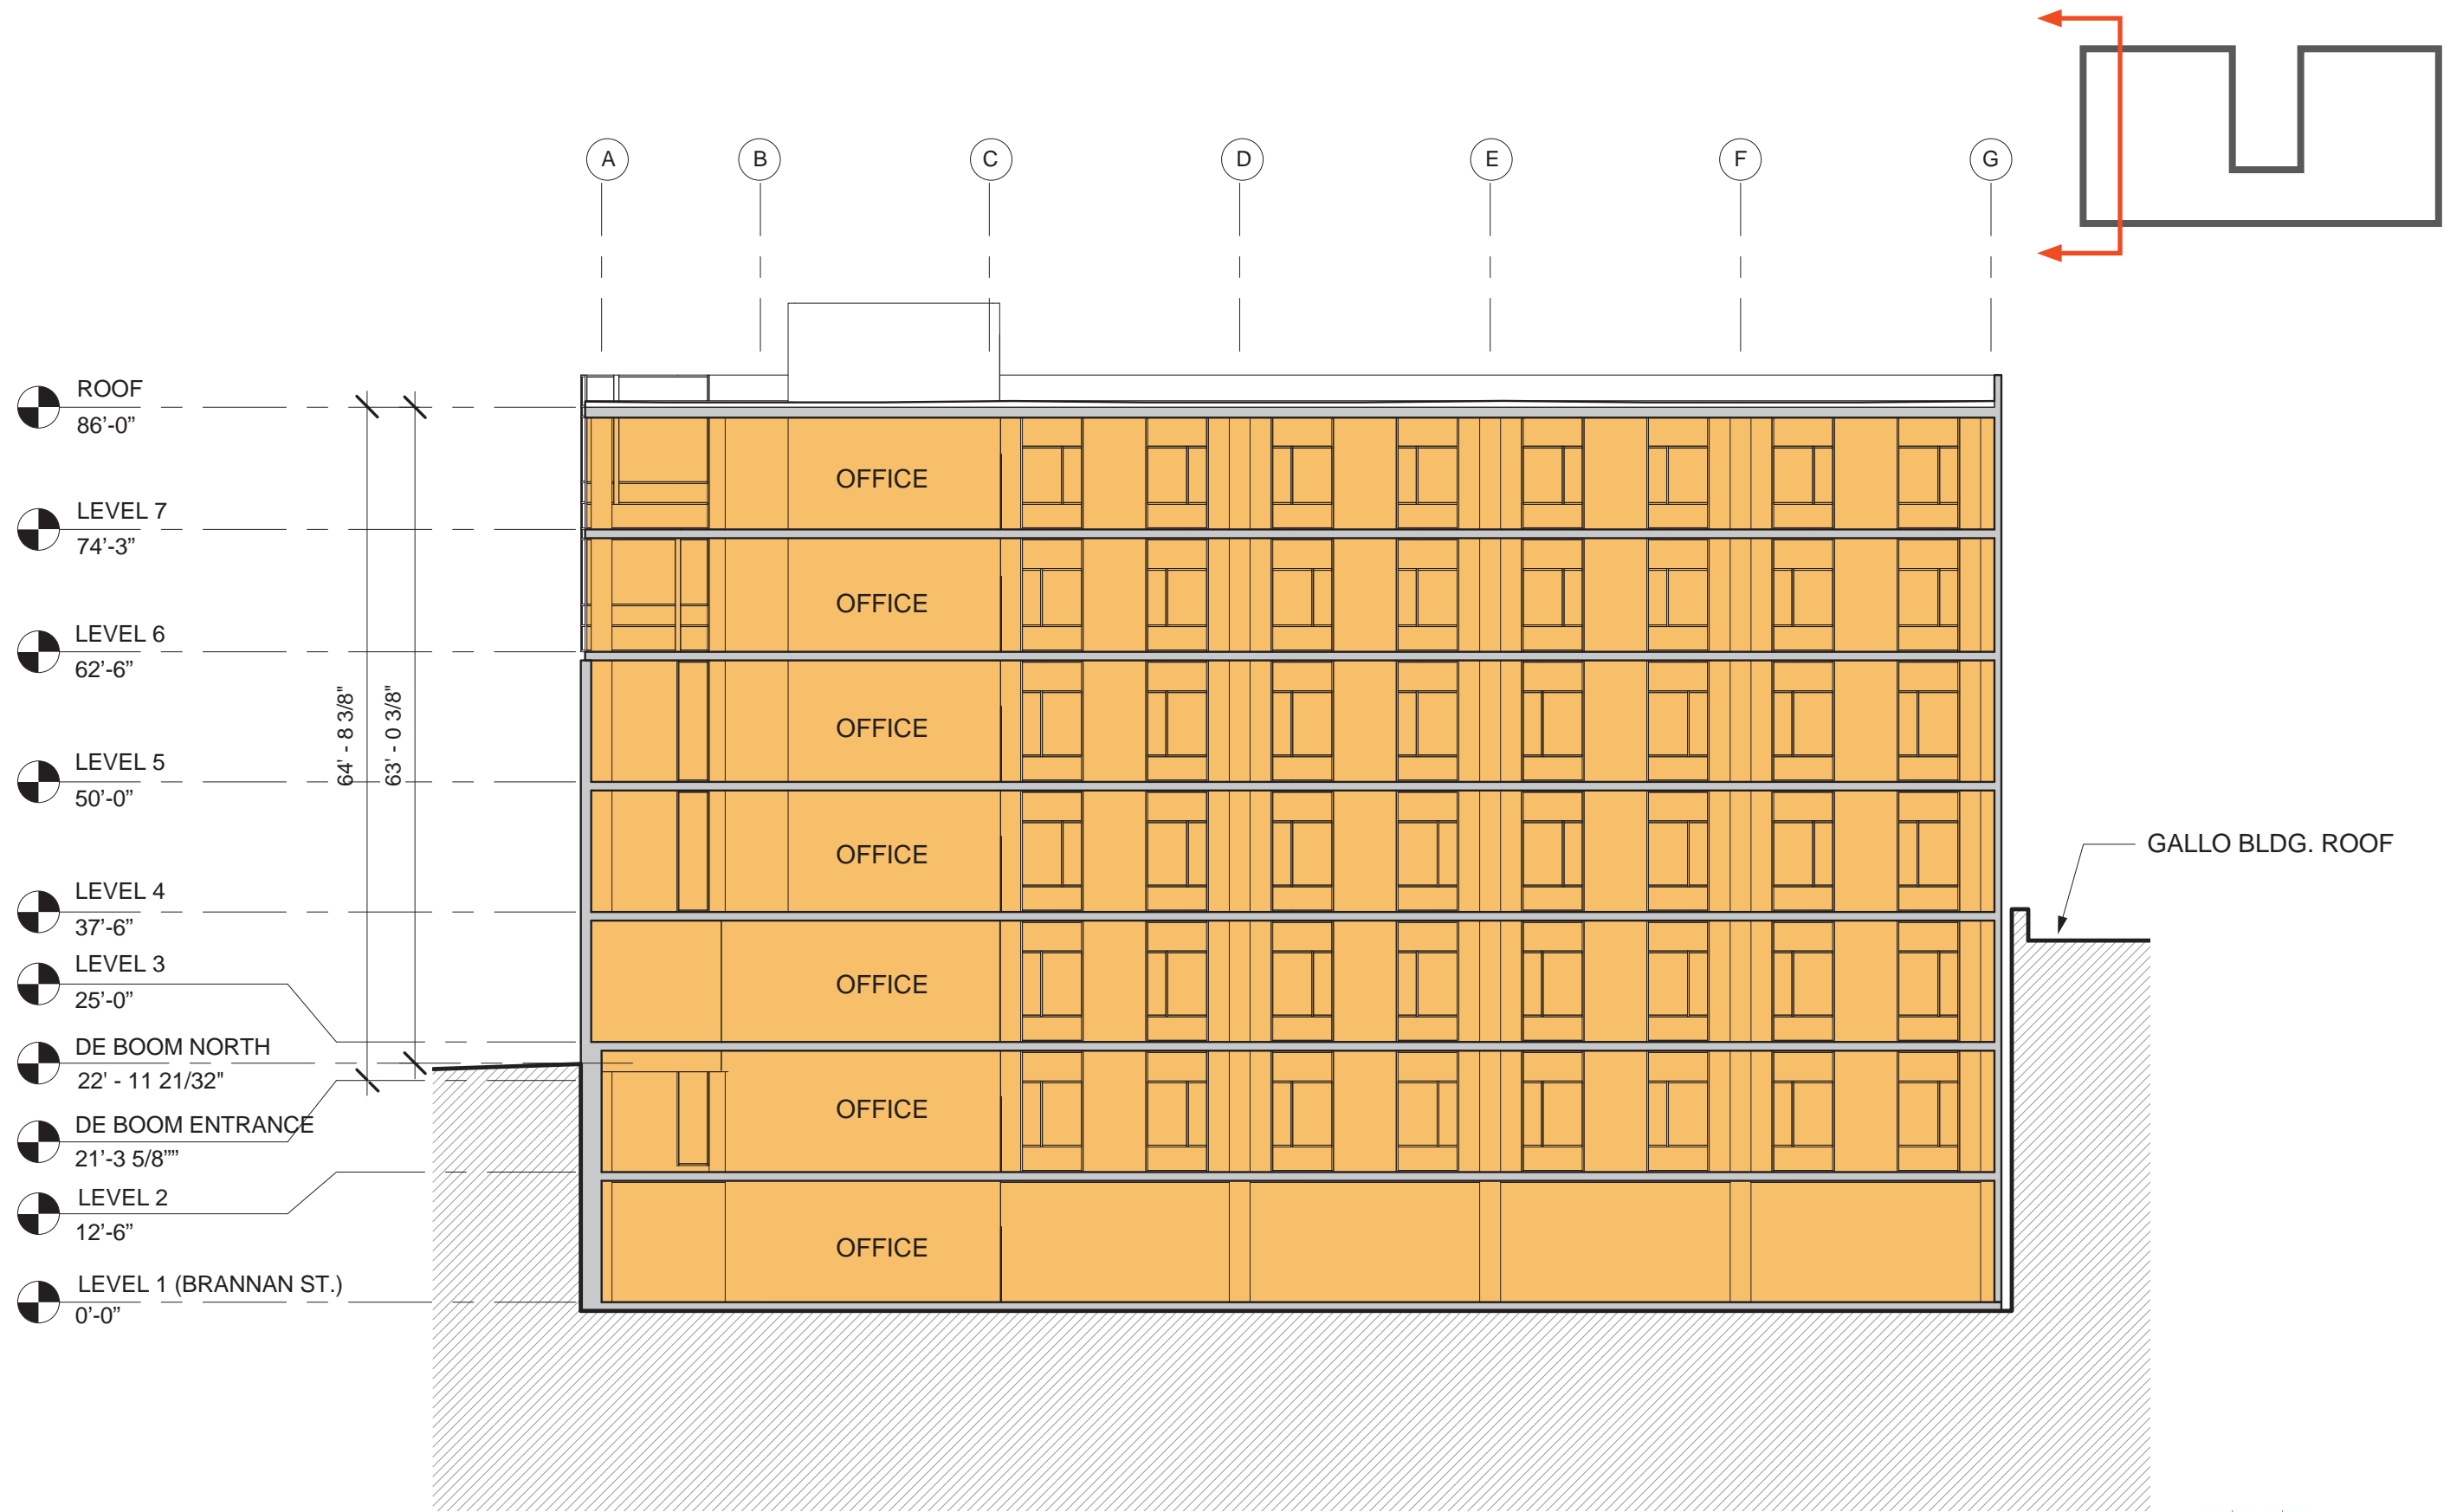 A
B
C
D
E
F
G
ROOF
86’-0”
OFFICE
LEVEL 7
74’-3”
OFFICE
LEVEL 6
62’-6”
64' - 8 3/8"
63' - 0 3/8"
OFFICE
LEVEL 5
50’-0”
GALLO BLDG. ROOF
OFFICE
LEVEL 4
37’-6”
LEVEL 3
25’-0”
OFFICE
DE BOOM NORTH
22' - 11 21/32"
DE BOOM ENTRANCE
21’-3 5/8””
OFFICE
LEVEL 2
12’-6”
OFFICE
LEVEL 1 (BRANNAN ST.)
0’-0”